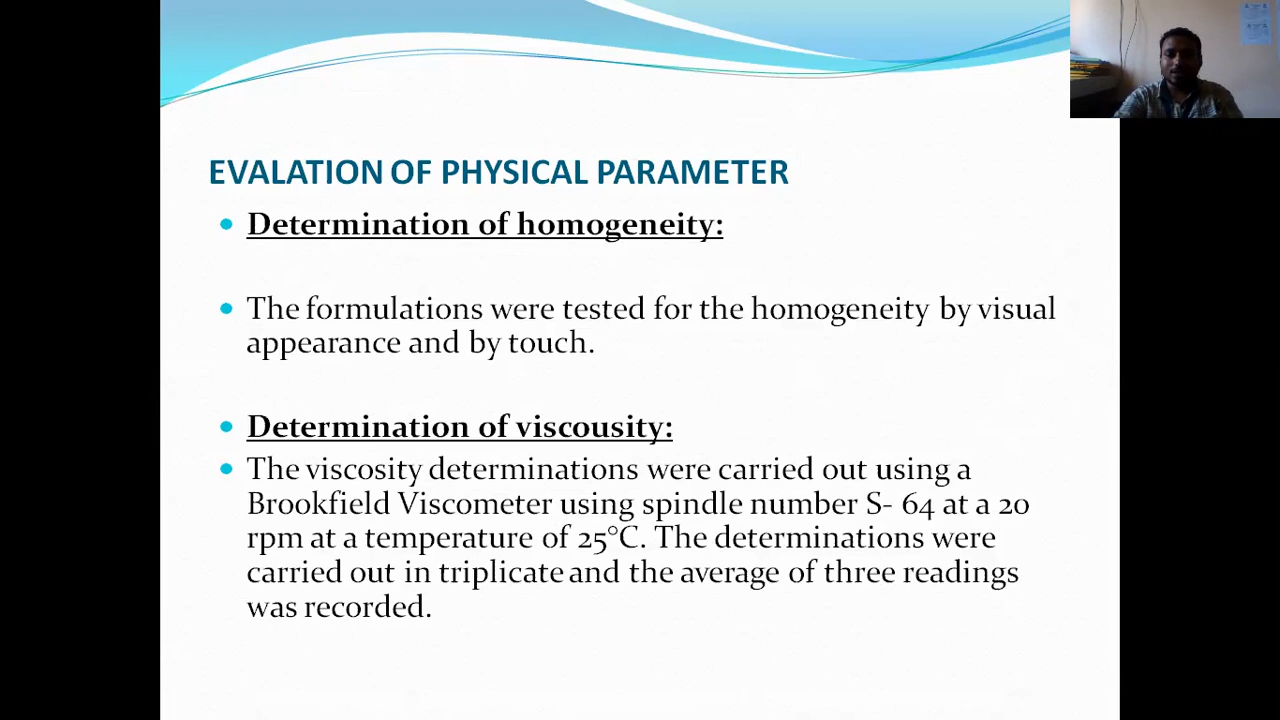 EVALATION OF PHYSICAL PARAMETER
Determination of homogeneity:
The formulations were tested for the homogeneity by visual
appearance and by touch.
Determination of viscousity:
The viscosity determinations were carried out using a
Brookfield Viscometer using spindle number S- 64 at a 20
rpm at a temperature of 25°C. The determinations were
carried out in triplicate and the average of three readings
was recorded.